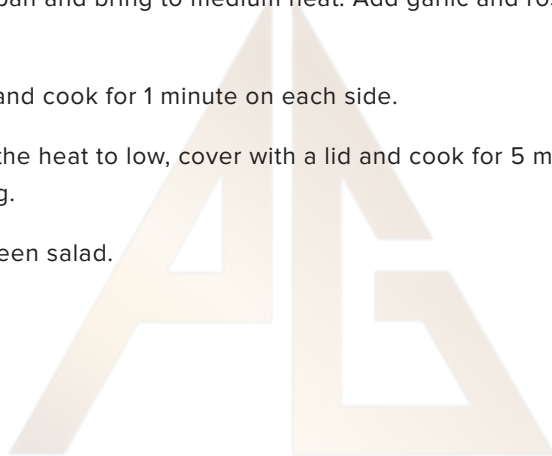 pan and bring to medium heat. Add garlic and ro
and cook for 1 minute on each side.
the heat to low, cover with a lid and cook for 5 m
g.
een salad.
AG